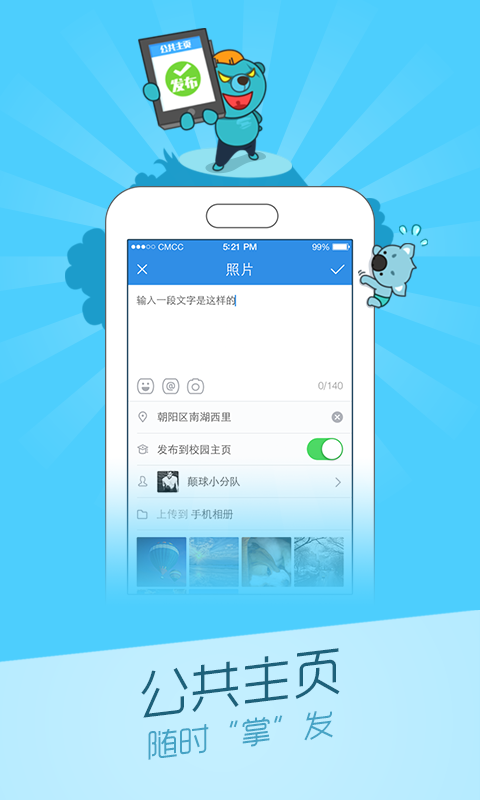 公共主页
发布
CMCC 5:21 PM 99%
照片
输入一段文字是这样的
@ 0/140
朝阳区南湖西里
发布到校园主页
颠球小分队
上传到 手机相册
公共主页
随时“掌”发